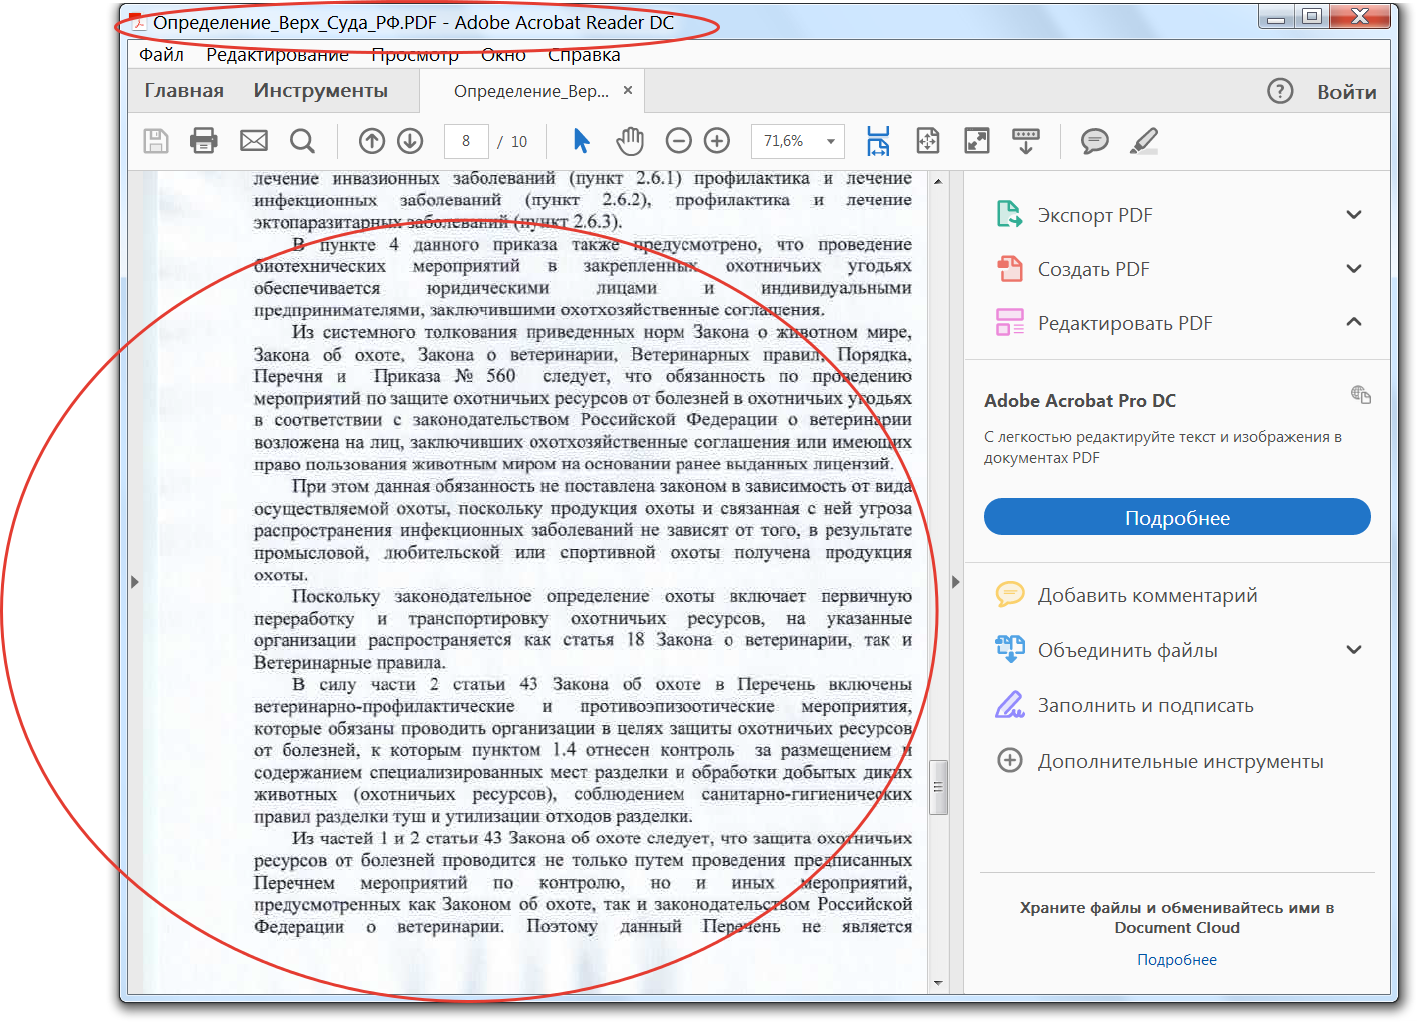 Определение_Верх_Суда_РФ.PDF - Adobe Acrobat Reader DC
Файл Редактирование Просмотр Окно Справка
Главная Инструменты Определение_Вер... × ? Войти
8 / 10 71,6%
лечение инвазионных заболеваний (пункт 2.6.1) профилактика и лечение
инфекционных заболеваний (пункт 2.6.2), профилактика и лечение
эктопаразитарных заболеваний (пункт 2.6.3).
В пункте 4 данного приказа также предусмотрено, что проведение
биотехнических мероприятий в закрепленных охотничьих угодьях
обеспечивается юридическими лицами и индивидуальными
предпринимателями, заключившими охотхозяйственные соглашения.
Из системного толкования приведенных норм Закона о животном мире,
Закона об охоте, Закона о ветеринарии, Ветеринарных правил, Порядка,
Перечня и Приказа № 560 следует, что обязанность по проведению
мероприятий по защите охотничьих ресурсов от болезней в охотничьих угодьях
в соответствии с законодательством Российской Федерации о ветеринарии
возложена на лиц, заключивших охотхозяйственные соглашения или имеющих
право пользования животным миром на основании ранее выданных лицензий.
При этом данная обязанность не поставлена законом в зависимость от вида
осуществляемой охоты, поскольку продукция охоты и связанная с ней угроза
распространения инфекционных заболеваний не зависят от того, в результате
промысловой, любительской или спортивной охоты получена продукция
охоты.
Поскольку законодательное определение охоты включает первичную
переработку и транспортировку охотничьих ресурсов, на указанные
организации распространяется как статья 18 Закона о ветеринарии, так и
Ветеринарные правила.
В силу части 2 статьи 43 Закона об охоте в Перечень включены
ветеринарно-профилактические и противоэпизоотические мероприятия,
которые обязаны проводить организации в целях защиты охотничьих ресурсов
от болезней, к которым пунктом 1.4 отнесен контроль за размещением и
содержанием специализированных мест разделки и обработки добытых диких
животных (охотничьих ресурсов), соблюдением санитарно-гигиенических
правил разделки туш и утилизации отходов разделки.
Из частей 1 и 2 статьи 43 Закона об охоте следует, что защита охотничьих
ресурсов от болезней проводится не только путем проведения предписанных
Перечнем мероприятий по контролю, но и иных мероприятий,
предусмотренных как Законом об охоте, так и законодательством Российской
Федерации о ветеринарии. Поэтому данный Перечень не является
Экспорт PDF
Создать PDF
Редактировать PDF
Adobe Acrobat Pro DC
С легкостью редактируйте текст и изображения в
документах PDF
Подробнее
Добавить комментарий
Объединить файлы
Заполнить и подписать
Дополнительные инструменты
Храните файлы и обменивайтесь ими в
Document Cloud
Подробнее